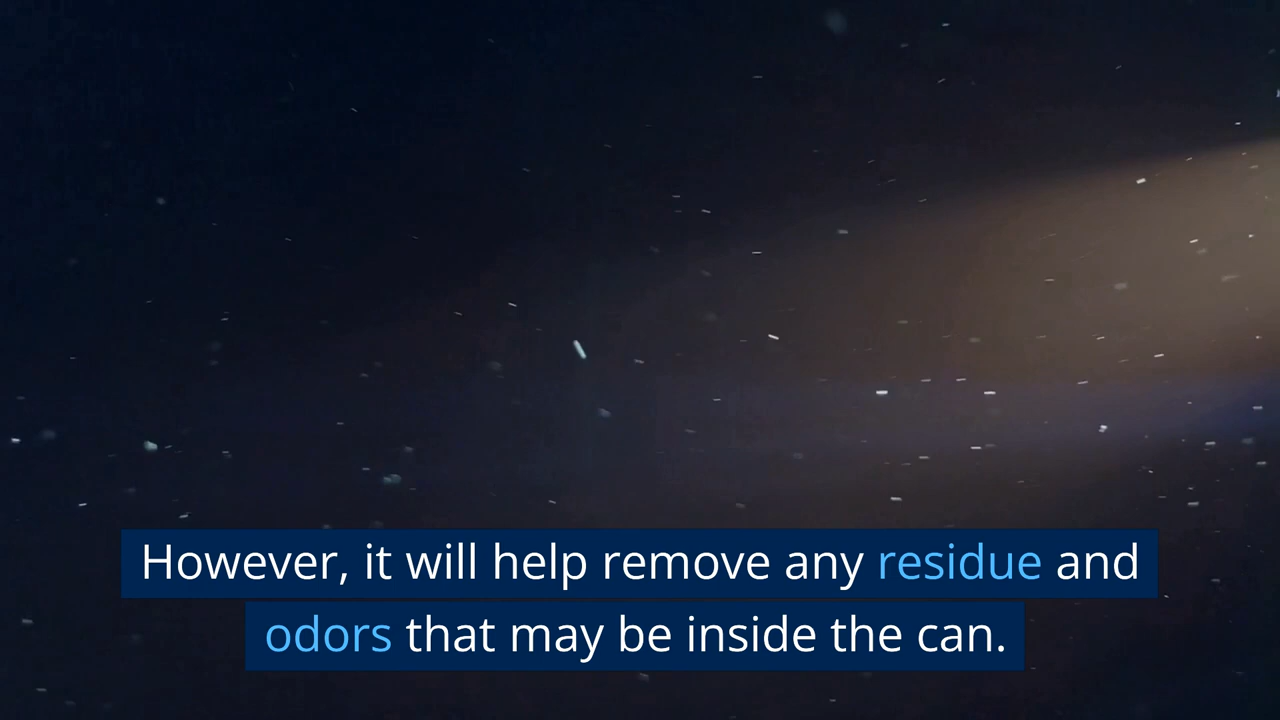 However, it will help remove any residue and
odors that may be inside the can.